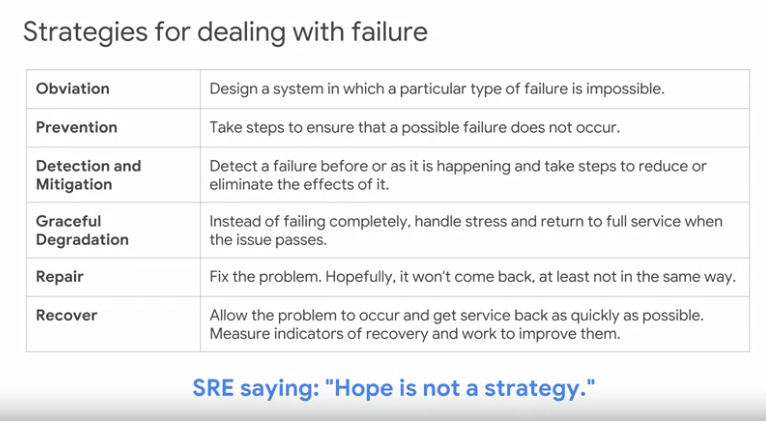 Strategies for dealing with failure
Obviation
Design a system in which a particular type of failure is impossible.
Prevention
Take steps to ensure that a possible failure does not occur.
Detection and
Mitigation
Detect a failure before or as it is happening and take steps to reduce or
eliminate the effects of it.
Graceful
Degradation
Instead of failing completely, handle stress and return to full service when
the issue passes.
Repair
Fix the problem. Hopefully, it won't come back, at least not in the same way.
Recover
Allow the problem to occur and get service back as quickly as possible.
Measure indicators of recovery and work to improve them.
SRE saying: "Hope is not a strategy."